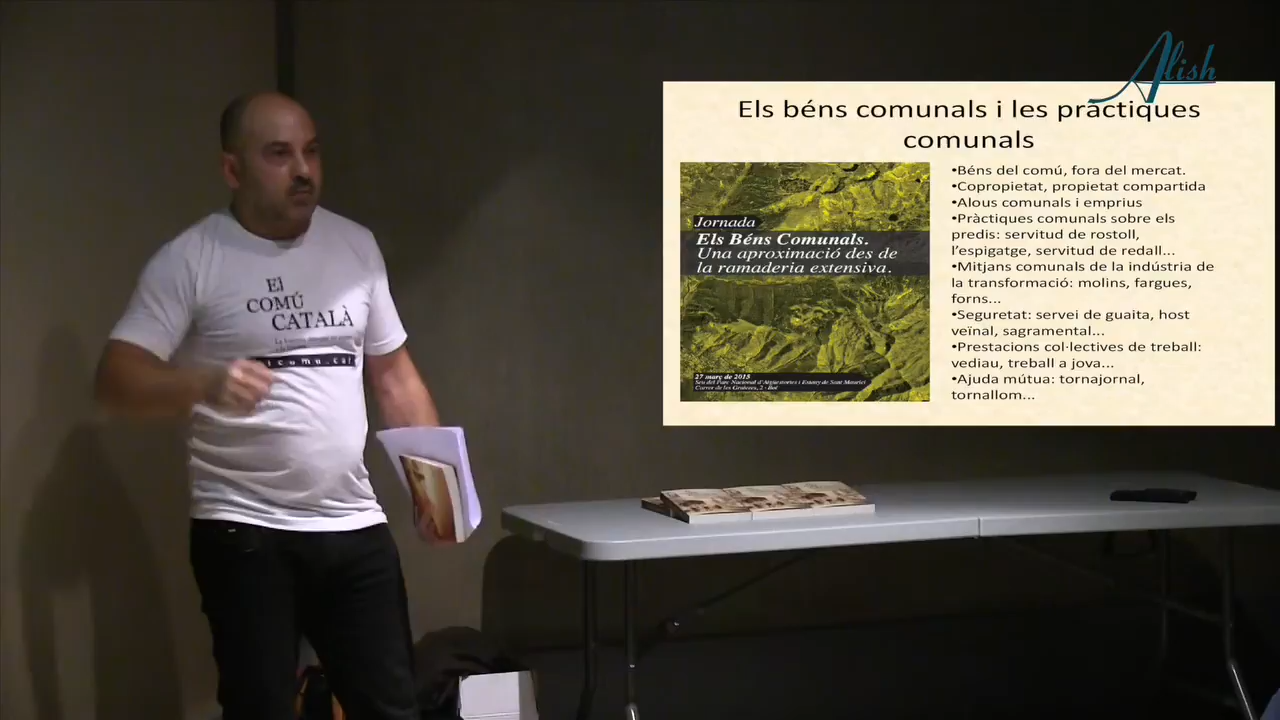 Alish
Els béns comunals i les pràctiques
comunals
Jornada
Els Béns Comunals.
Una aproximació des de
la ramaderia extensiva.
27 març de 2015
Seu del Parc Nacional d'Aigüestortes i Estany de Sant Maurici
Carrer de les Graieres, 2 - Boí
•Béns del comú, fora del mercat.
•Copropietat, propietat compartida
•Alous comunals i emprius
•Pràctiques comunals sobre els
predis: servitud de rostoll,
l’espigatge, servitud de redall...
•Mitjans comunals de la indústria de
la transformació: molins, fargues,
forns...
•Seguretat: servei de guaita, host
veïnal, sagramental...
•Prestacions col·lectives de treball:
vediau, treball a jova...
•Ajuda mútua: tornajornal,
tornallom...
El
COMÚ
CATALÀ